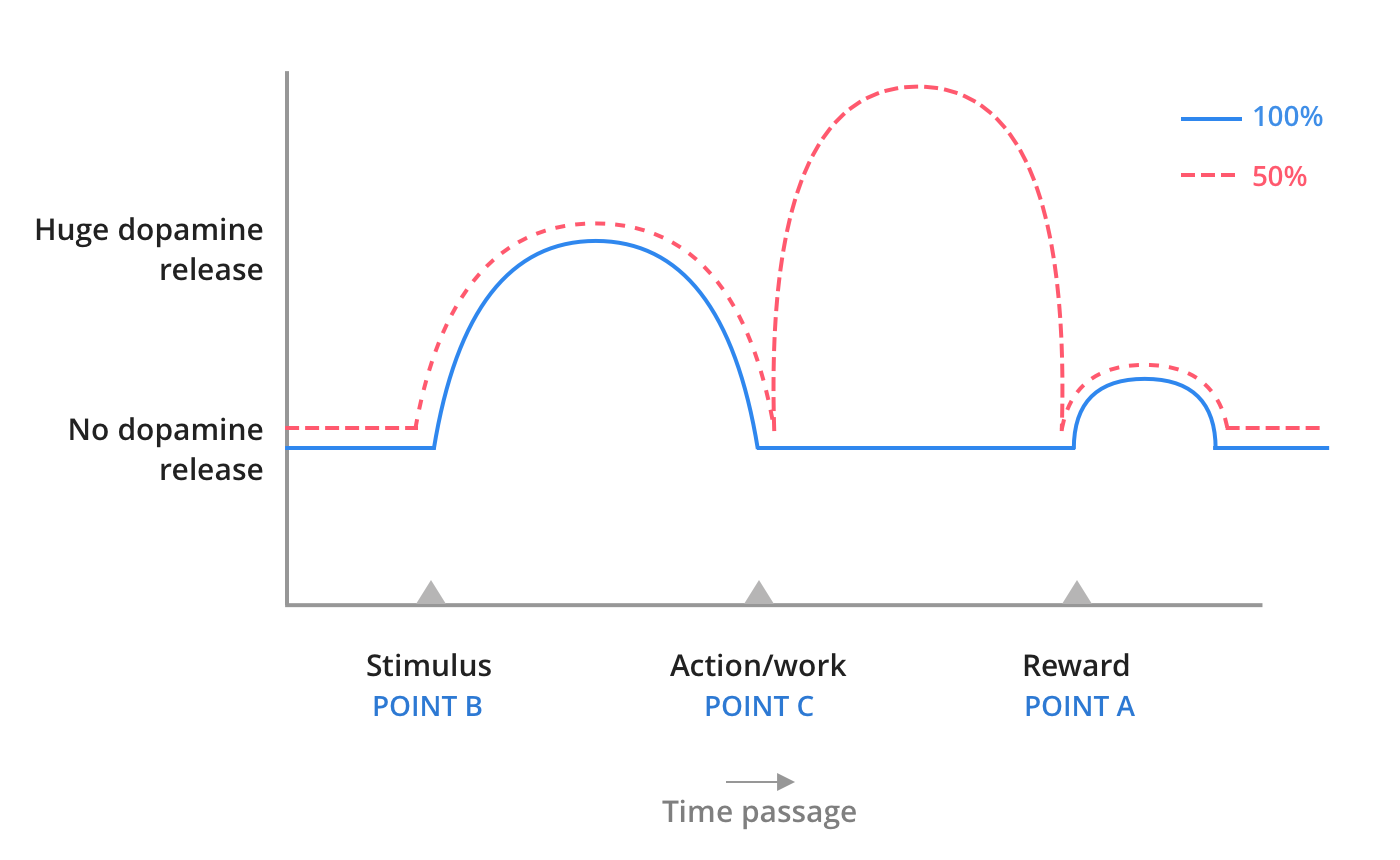 100%
50%
Huge dopamine
release
No dopamine
release
Stimulus
POINT B
Action/work
POINT C
Reward
POINT A
Time passage